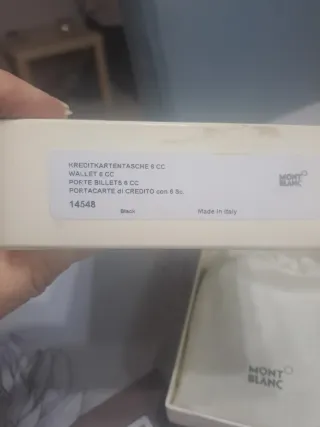 KREDITKARTENTASCHE 6 CC
WALLET 6 CC
PORTE BILLETS 6 CC
PORTACARTE di CREDITO con 6 Sc.
14548 Black Made in Italy
MONT
BLANC
MONT
BLANC